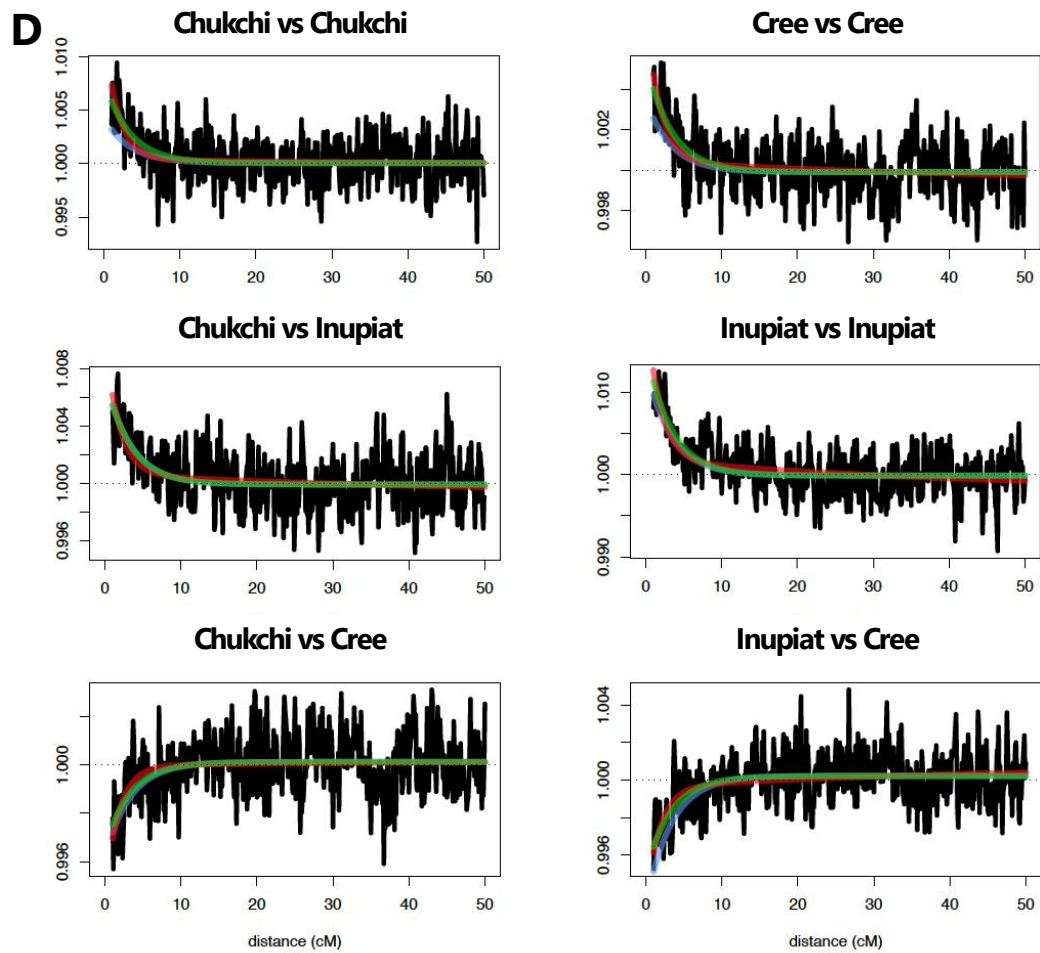 D
Chukchi vs Chukchi
1.010
1.005
1.000
0.995
0 10 20 30 40 50
Cree vs Cree
1.002
0.998
0 10 20 30 40 50
Chukchi vs Inupiat
1.008
1.004
1.000
0.996
0 10 20 30 40 50
Inupiat vs Inupiat
1.010
1.000
0.990
0 10 20 30 40 50
Chukchi vs Cree
1.000
0.996
0 10 20 30 40 50
distance (cM)
Inupiat vs Cree
1.004
1.000
0.996
0 10 20 30 40 50
distance (cM)